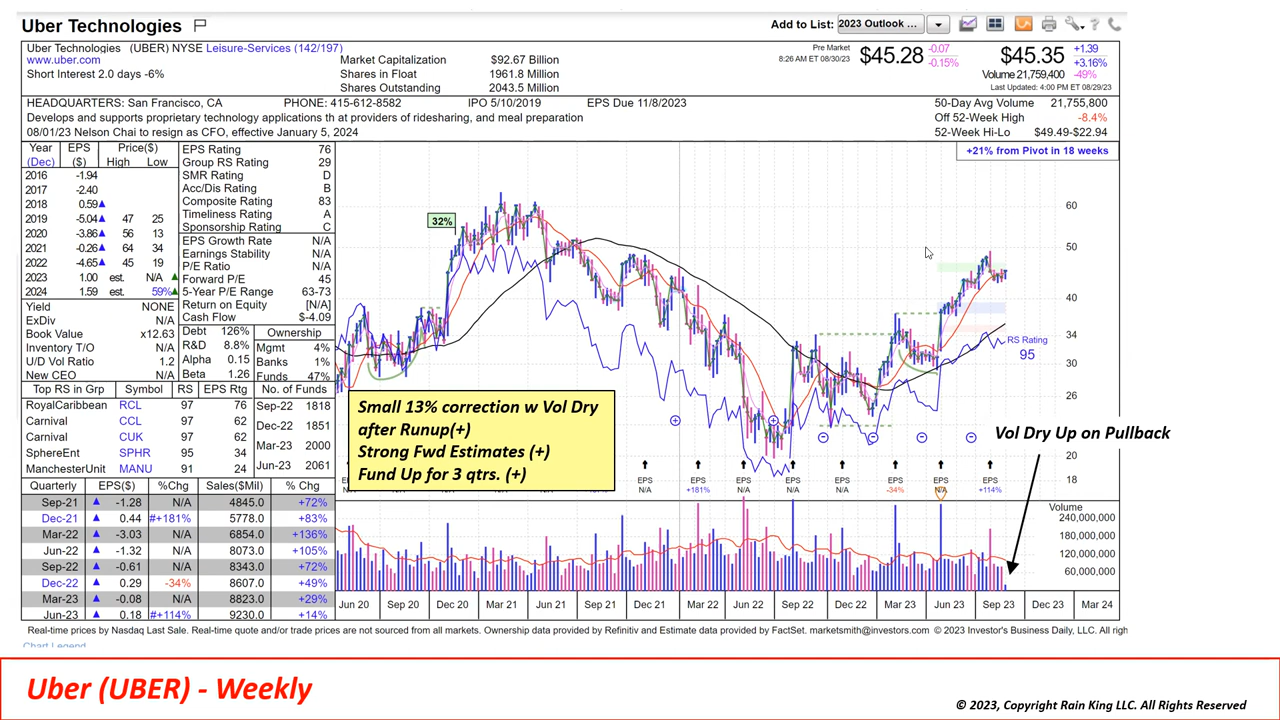 Uber Technologies
Add to List: 2023 Outlook ...
Uber Technologies (UBER) NYSE Leisure-Services (142/197)
www.uber.com
Short Interest 2.0 days -6%
Market Capitalization $92.67 Billion
Shares in Float 1961.8 Million
Shares Outstanding 2043.5 Million
Pre Market
8:26 AM ET 08/30/23
$45.28 -0.07 -0.15%
$45.35 +1.39 +3.16%
Volume 21,759,400 -49%
Last Updated: 4:00 PM ET 08/29/23
HEADQUARTERS: San Francisco, CA PHONE: 415-612-8582 IPO 5/10/2019 EPS Due 11/8/2023
Develops and supports proprietary technology applications th at providers of ridesharing, and meal preparation
08/01/23 Nelson Chai to resign as CFO, effective January 5, 2024
50-Day Avg Volume 21,755,800
Off 52-Week High -8.4%
52-Week Hi-Lo $49.49-$22.94
+21% from Pivot in 18 weeks
Year EPS Price($)
(Dec) ($) High Low
2016 -1.94
2017 -2.40
2018 0.59
2019 -5.04 47 25
2020 -3.86 56 13
2021 -0.26 64 34
2022 -4.65 45 19
2023 1.00 est. N/A
2024 1.59 est. 59%
Yield NONE
ExDiv N/A
Book Value x12.63
Inventory T/O N/A
U/D Vol Ratio 1.2
New CEO N/A
EPS Rating 76
Group RS Rating 29
SMR Rating D
Acc/Dis Rating B
Composite Rating 83
Timeliness Rating A
Sponsorship Rating C
EPS Growth Rate N/A
Earnings Stability N/A
P/E Ratio N/A
Forward P/E 45
5-Year P/E Range 63-73
Return on Equity [N/A]
Cash Flow $-4.09
Debt 126%
R&D 8.8%
Alpha 0.15
Beta 1.26
Ownership
Mgmt 4%
Banks 1%
Funds 47%
Top RS in Grp Symbol RS EPS Rtg
RoyalCaribbean RCL 97 76
Carnival CCL 97 62
Carnival CUK 97 62
SphereEnt SPHR 95 34
ManchesterUnit MANU 91 24
No. of Funds
Sep-22 1818
Dec-22 1851
Mar-23 2000
Jun-23 2061
Quarterly EPS($) %Chg Sales($Mil) % Chg
Sep-21 -1.28 N/A 4845.0 +72%
Dec-21 0.44 #+181% 5778.0 +83%
Mar-22 -3.03 N/A 6854.0 +136%
Jun-22 -1.32 N/A 8073.0 +105%
Sep-22 -0.61 N/A 8343.0 +72%
Dec-22 0.29 -34% 8607.0 +49%
Mar-23 -0.08 N/A 8823.0 +29%
Jun-23 0.18 #+114% 9230.0 +14%
32%
60
50
40
34
30
26
22
20
18
RS Rating
95
Small 13% correction w Vol Dry
after Runup(+)
Strong Fwd Estimates (+)
Fund Up for 3 qtrs. (+)
Vol Dry Up on Pullback
EPS EPS EPS EPS EPS EPS EPS EPS
N/A +181% N/A N/A N/A -34% N/A +114%
Volume
240,000,000
180,000,000
120,000,000
60,000,000
Jun 20 Sep 20 Dec 20 Mar 21 Jun 21 Sep 21 Dec 21 Mar 22 Jun 22 Sep 22 Dec 22 Mar 23 Jun 23 Sep 23 Dec 23 Mar 24
Real-time prices by Nasdaq Last Sale. Real-time quote and/or trade prices are not sourced from all markets. Ownership data provided by Refinitiv and Estimate data provided by FactSet. marketsmith@investors.com © 2023 Investor's Business Daily, LLC. All righ
Chart Legend
Uber (UBER) - Weekly
© 2023, Copyright Rain King LLC. All Rights Reserved